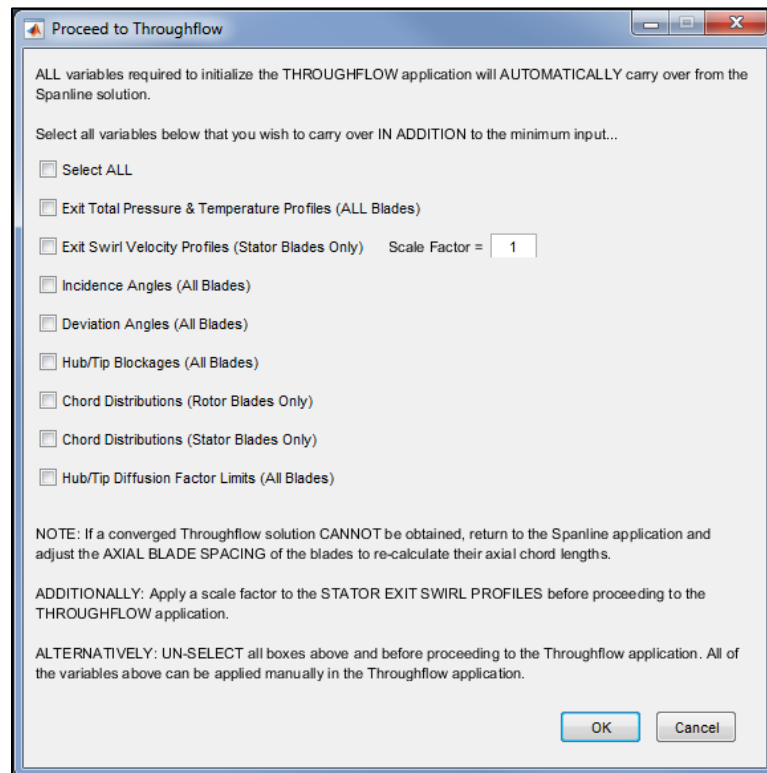 Proceed to Throughflow
ALL variables required to initialize the THROUGHFLOW application will AUTOMATICALLY carry over from the
Spanline solution.
Select all variables below that you wish to carry over IN ADDITION to the minimum input...
Select ALL
Exit Total Pressure & Temperature Profiles (ALL Blades)
Exit Swirl Velocity Profiles (Stator Blades Only) Scale Factor = 1
Incidence Angles (All Blades)
Deviation Angles (All Blades)
Hub/Tip Blockages (All Blades)
Chord Distributions (Rotor Blades Only)
Chord Distributions (Stator Blades Only)
Hub/Tip Diffusion Factor Limits (All Blades)
NOTE: If a converged Throughflow solution CANNOT be obtained, return to the Spanline application and
adjust the AXIAL BLADE SPACING of the blades to re-calculate their axial chord lengths.
ADDITIONALLY: Apply a scale factor to the STATOR EXIT SWIRL PROFILES before proceeding to the
THROUGHFLOW application.
ALTERNATIVELY: UN-SELECT all boxes above and before proceeding to the Throughflow application. All of
the variables above can be applied manually in the Throughflow application.
OK Cancel